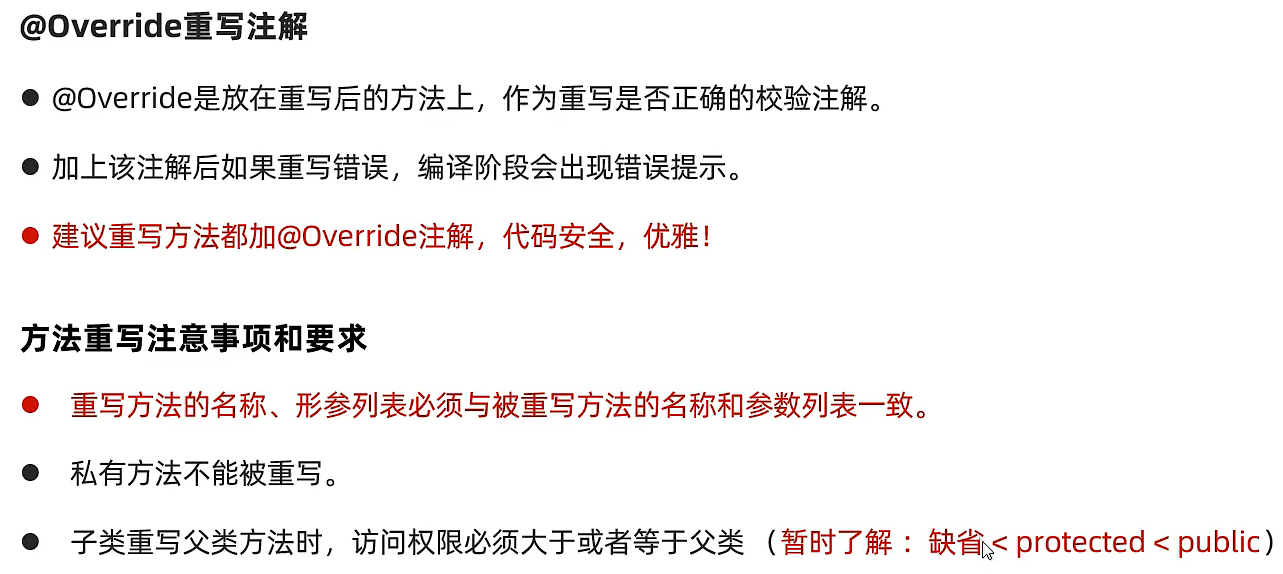 @Override重写注解
● @Override是放在重写后的方法上，作为重写是否正确的校验注解。
● 加上该注解后如果重写错误，编译阶段会出现错误提示。
● 建议重写方法都加@Override注解，代码安全，优雅！
方法重写注意事项和要求
● 重写方法的名称、形参列表必须与被重写方法的名称和参数列表一致。
● 私有方法不能被重写。
● 子类重写父类方法时，访问权限必须大于或者等于父类 （暂时了解 ：缺省 < protected < public）